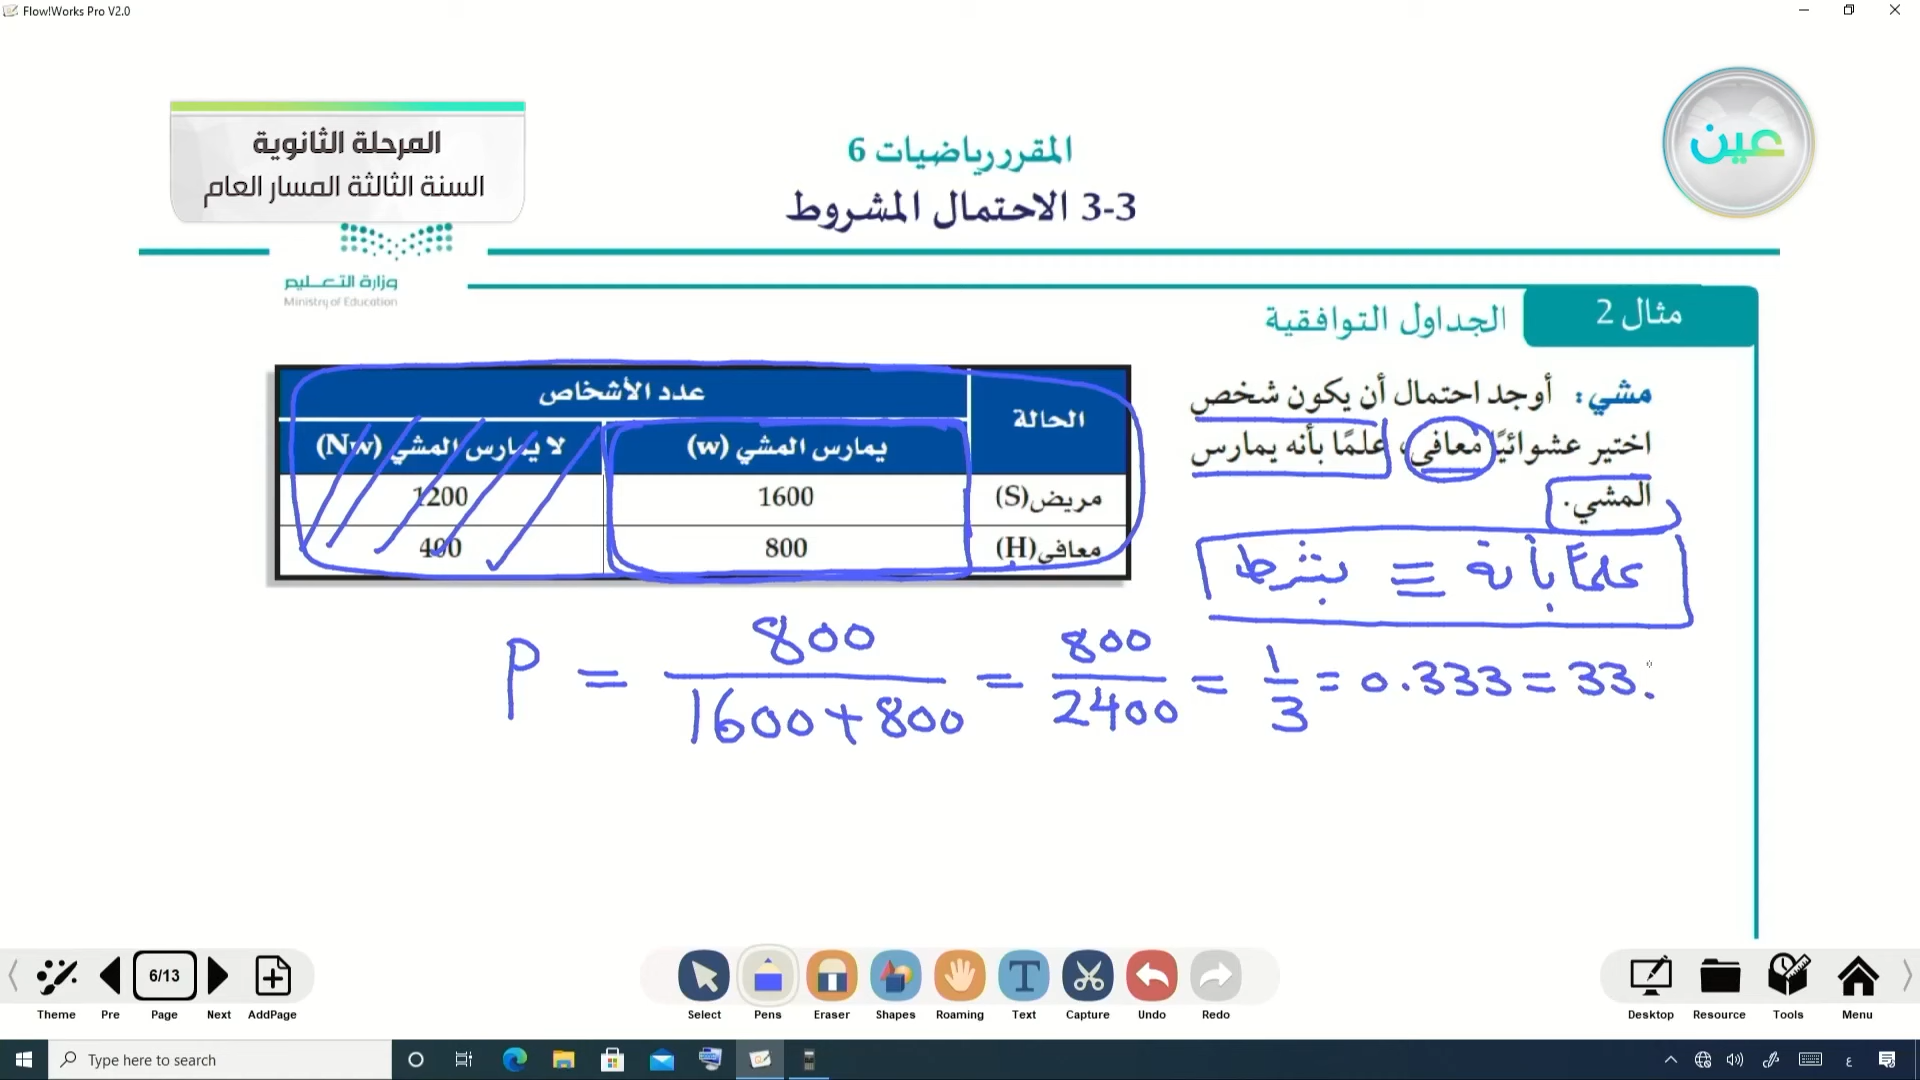 Flow!Works Pro V2.0
المرحلة الثانوية
السنة الثالثة المسار العام
المقرر رياضيات 6
3-3 الاحتمال المشروط
عين
وزارة التعليم
Ministry of Education
مثال 2
الجداول التوافقية
مشي: أوجد احتمال أن يكون شخص
اختير عشوائيًا معافى، علمًا بأنه يمارس
المشي.
الحالة
عدد الأشخاص
يمارس المشي (w)
لا يمارس المشي (Nw)
مريض(S)
1600
1200
معافى(H)
800
400
علماً بأنه = بشرط
P = 800 / 1600+800 = 800 / 2400 = 1/3 = 0.333 = 33.
Theme
Pre
6/13
Page
Next
AddPage
Select
Pens
Eraser
Shapes
Roaming
T
Text
Capture
Undo
Redo
Desktop
Resource
Tools
Menu
Type here to search
ع